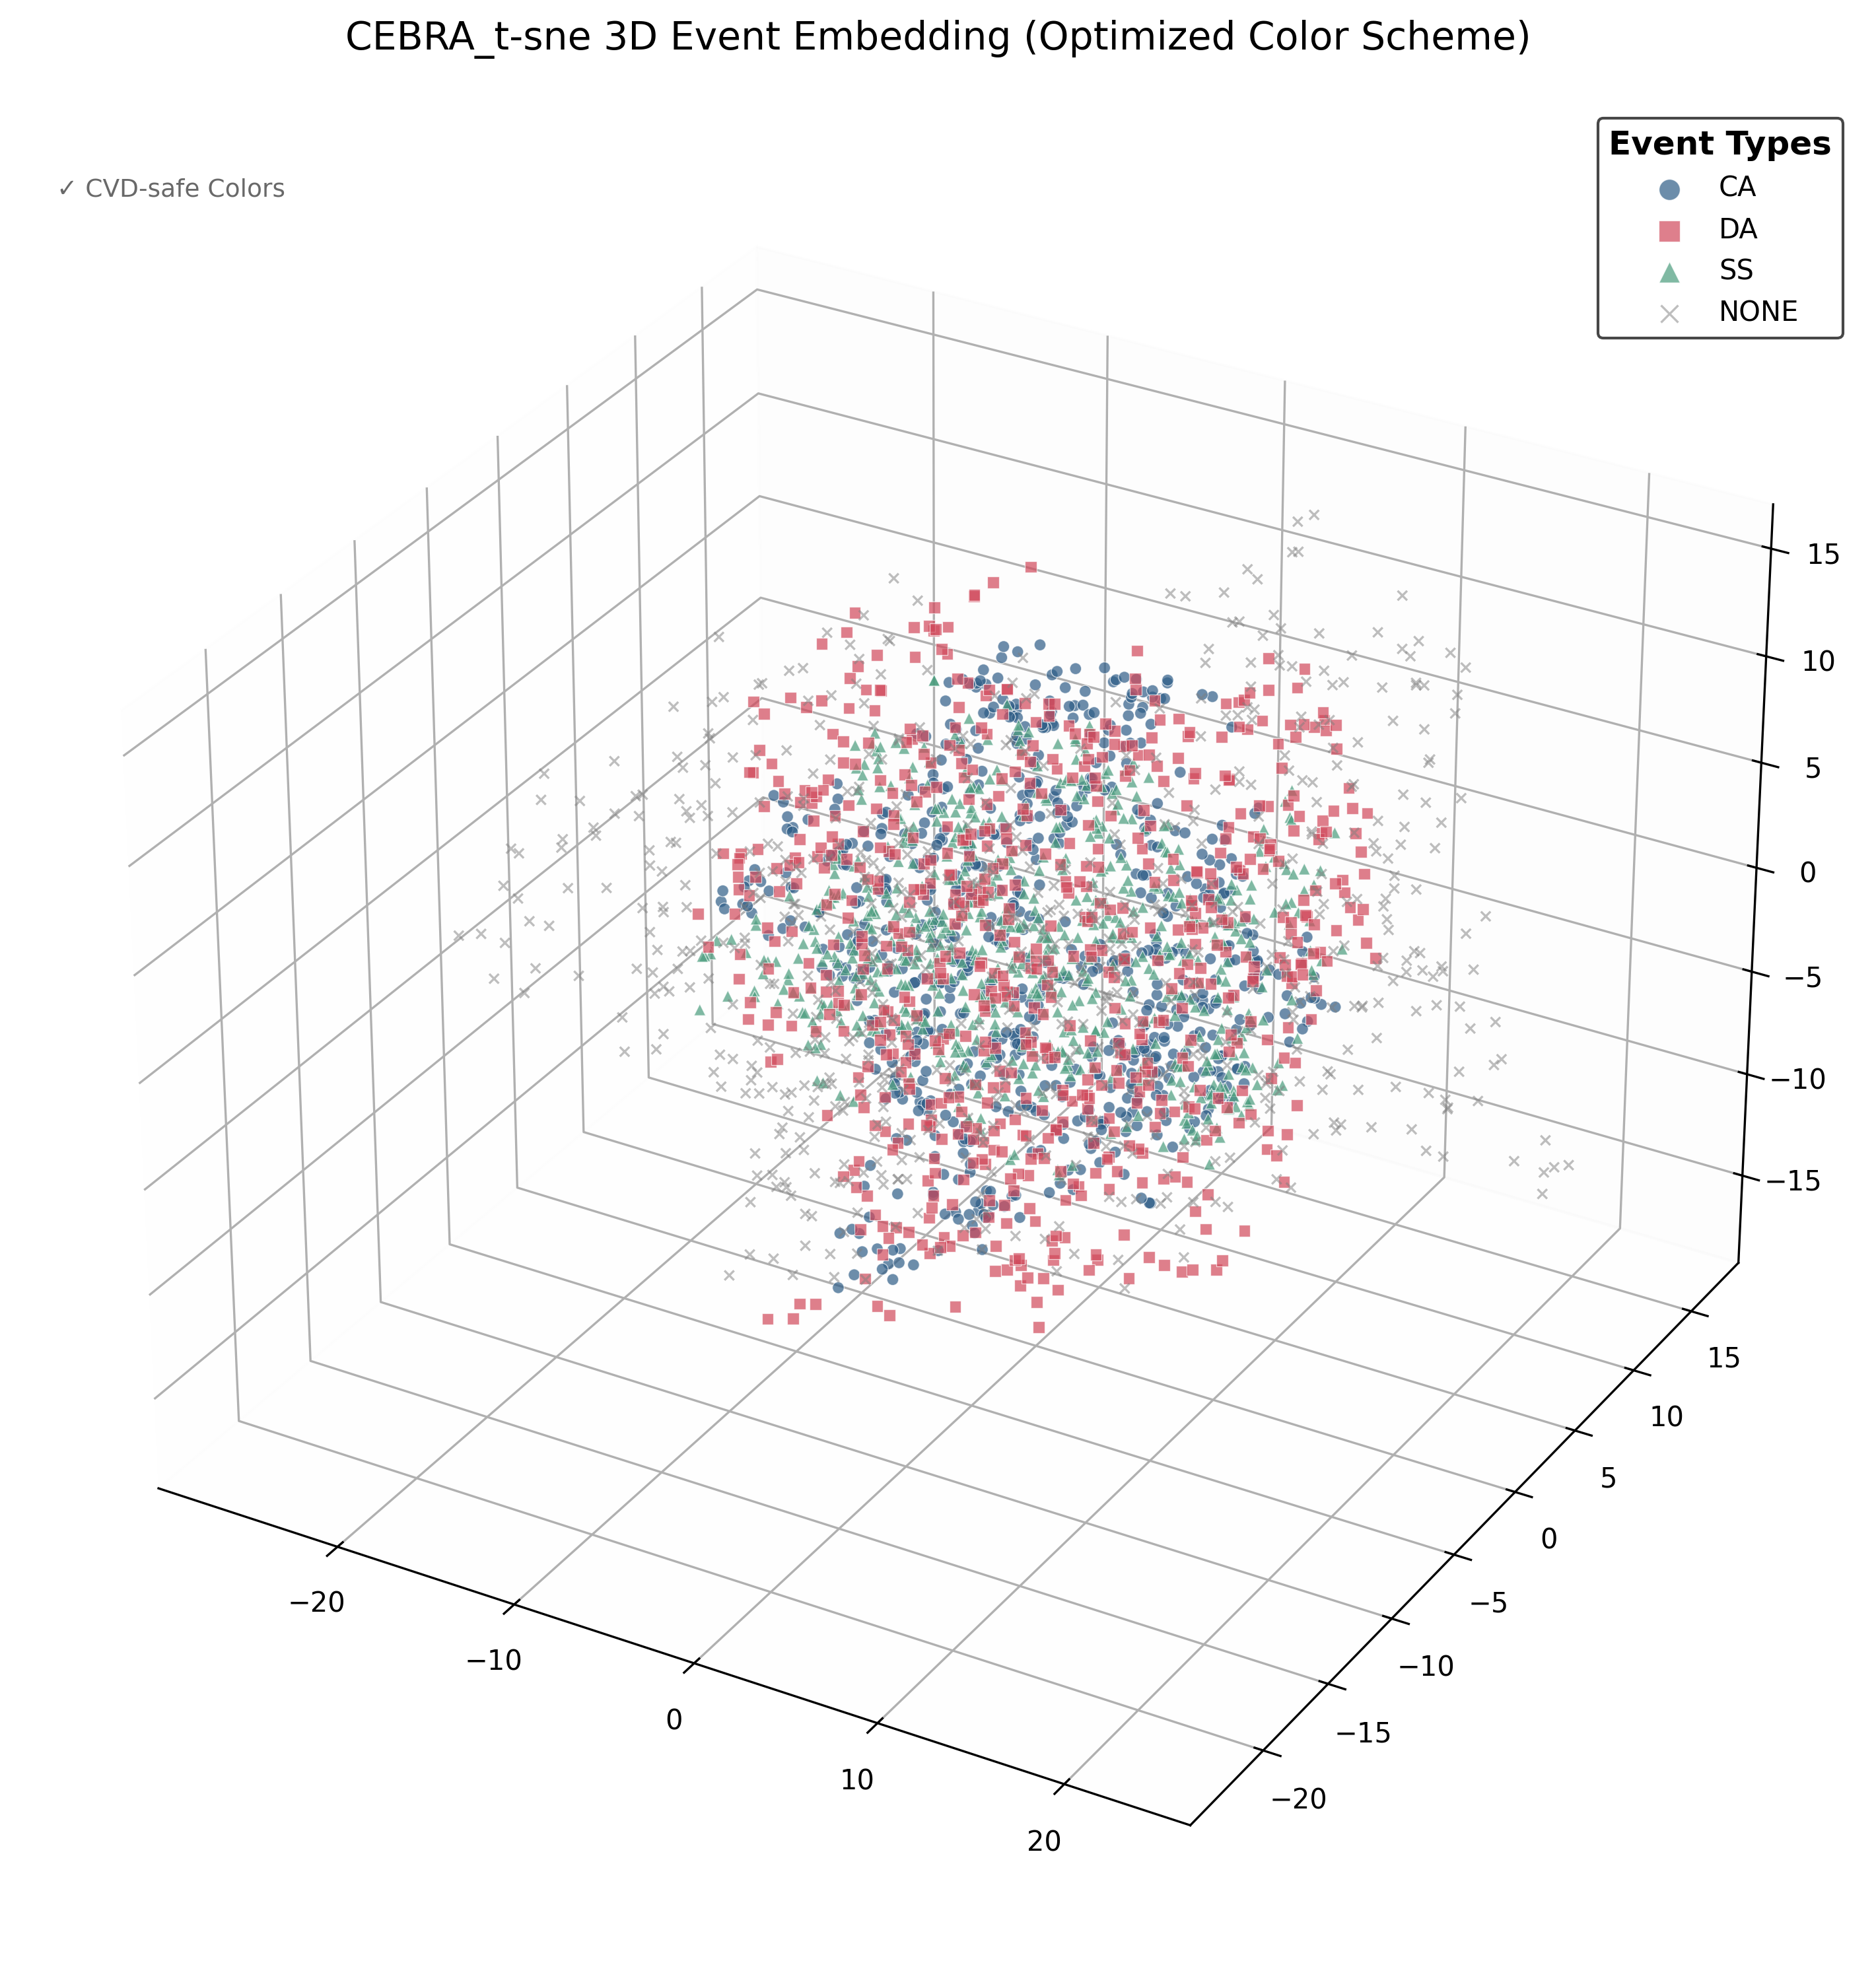 CEBRA_t-sne 3D Event Embedding (Optimized Color Scheme)
✓ CVD-safe Colors
Event Types
CA
DA
SS
NONE
15
10
5
0
−5
−10
−15
15
10
5
0
−5
−10
−15
−20
−20
−10
0
10
20